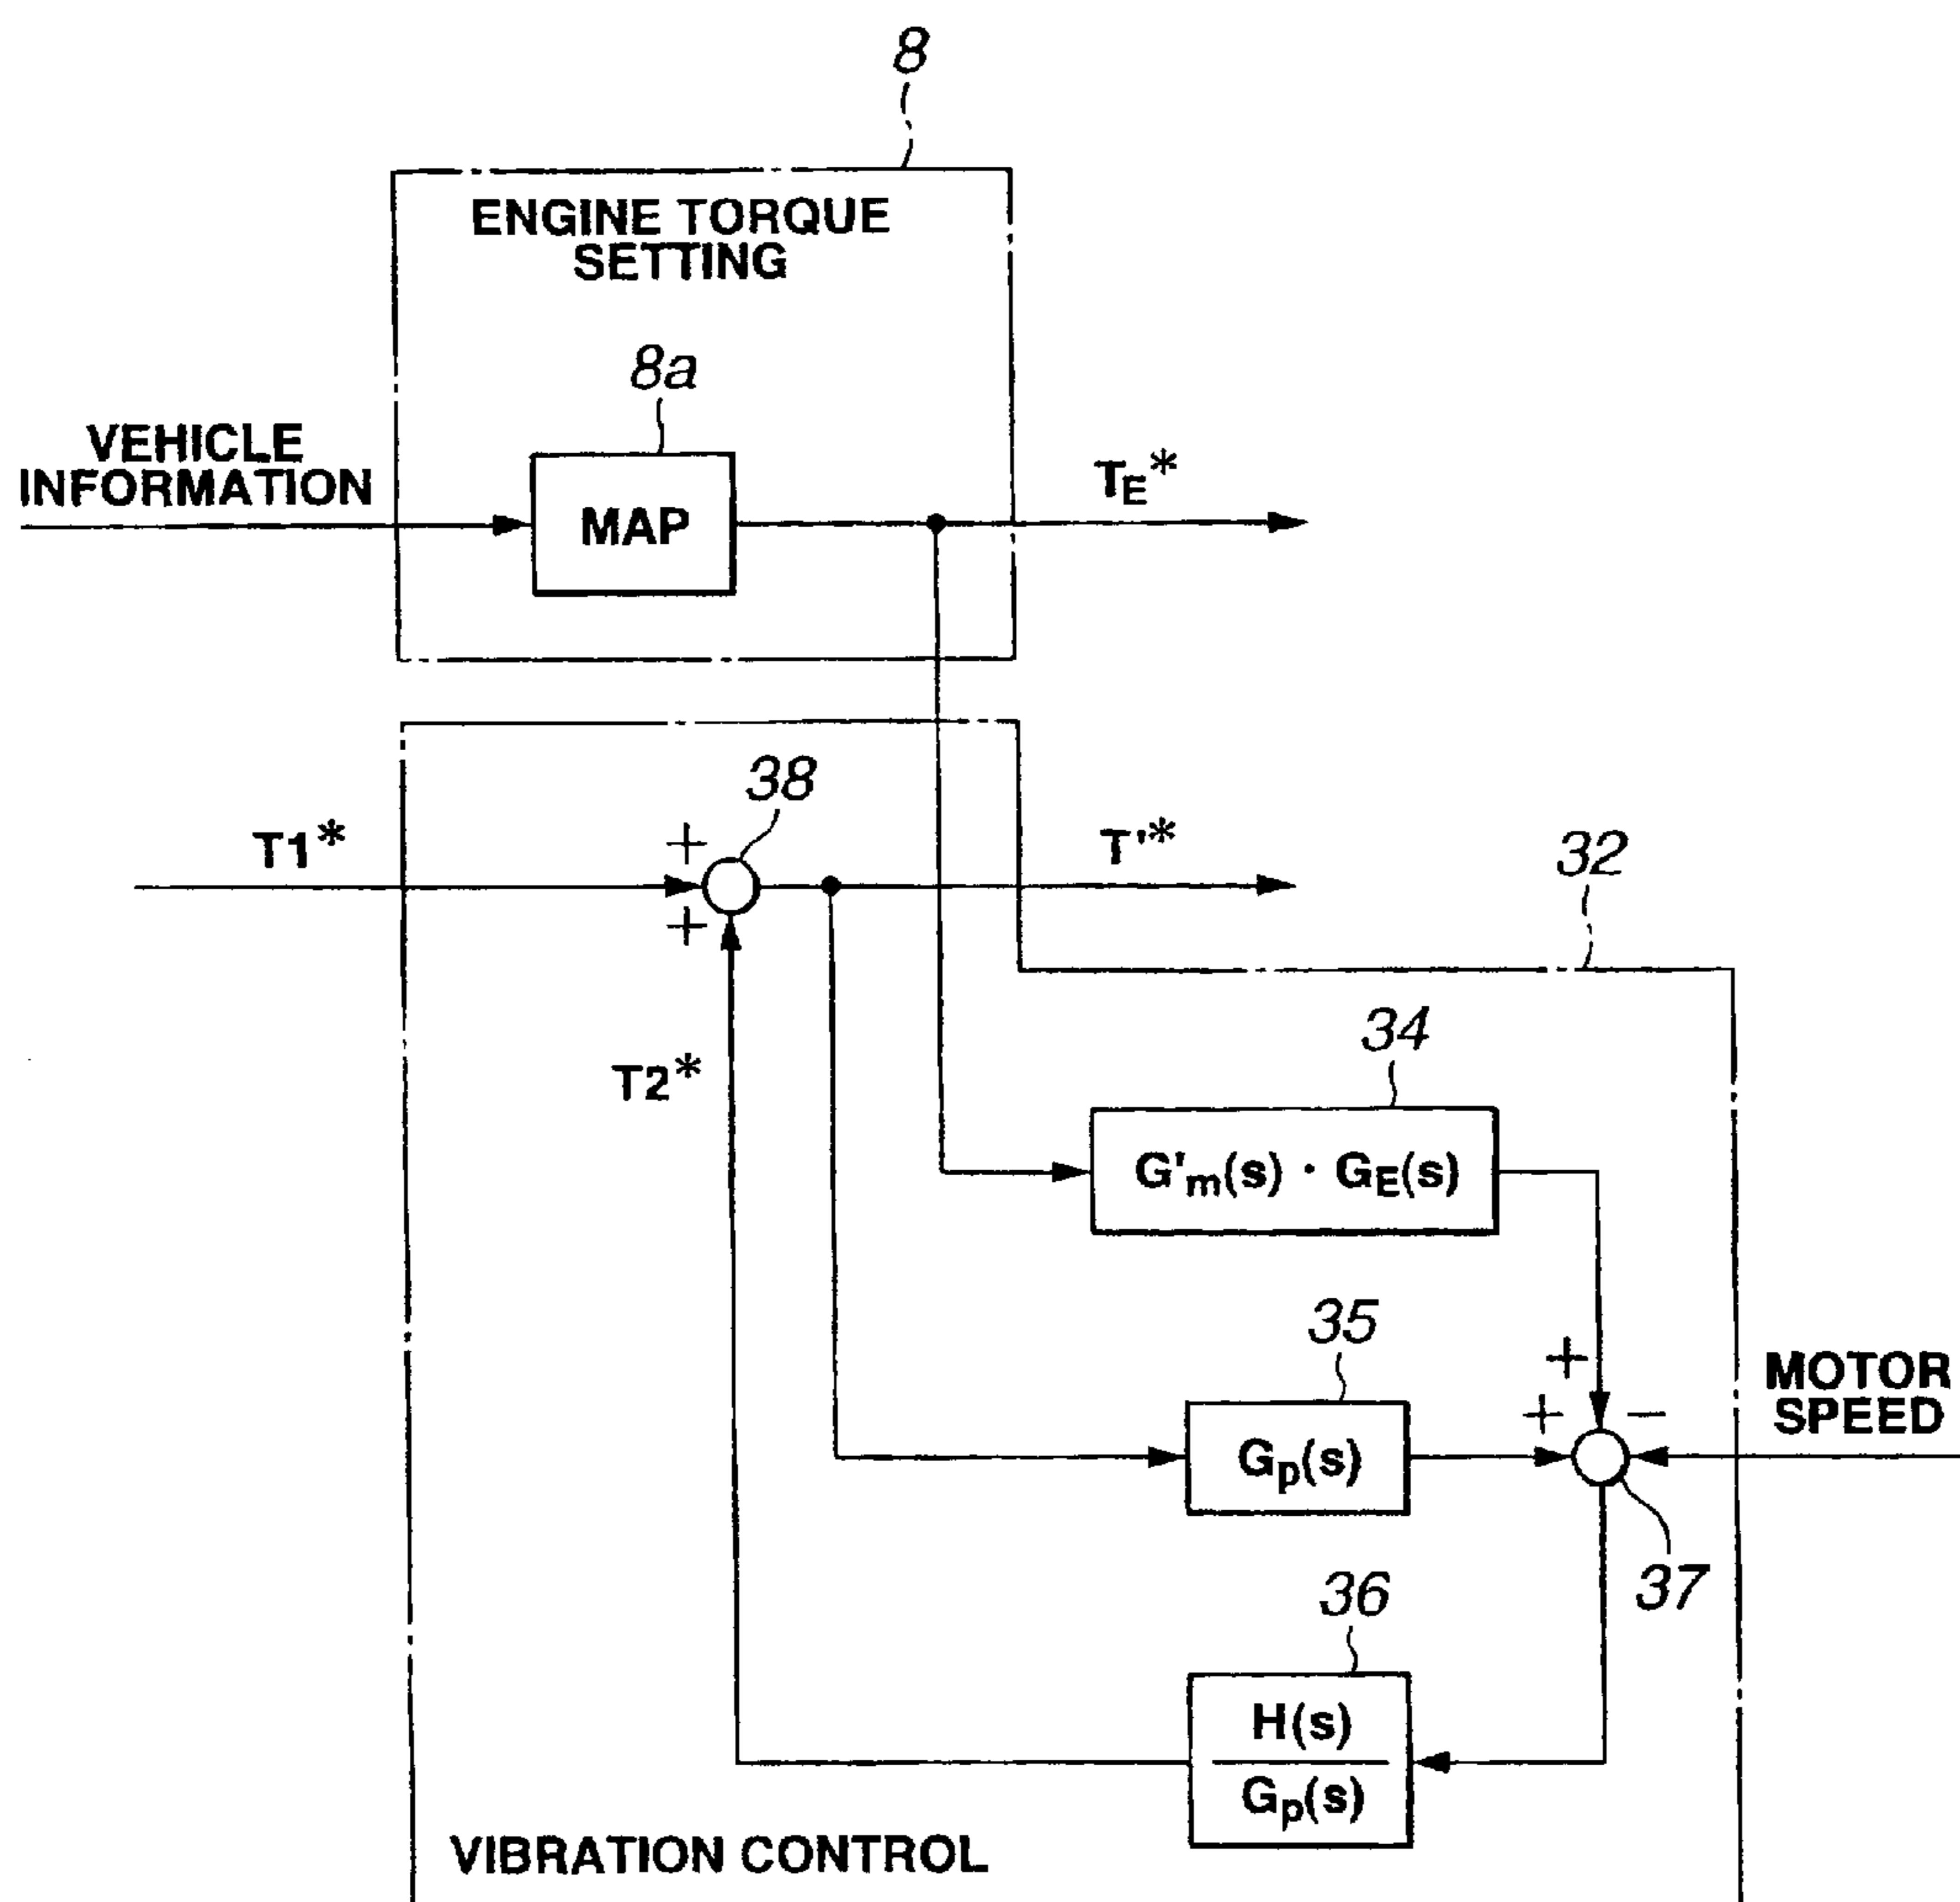 8
ENGINE TORQUE
SETTING
8a
VEHICLE
INFORMATION
MAP
T_E*
38
T1*
+
+
T'*
32
T2*
34
G'_m(s) · G_E(s)
35
+
+
−
MOTOR
SPEED
G_p(s)
37
36
H(s)
G_p(s)
VIBRATION CONTROL